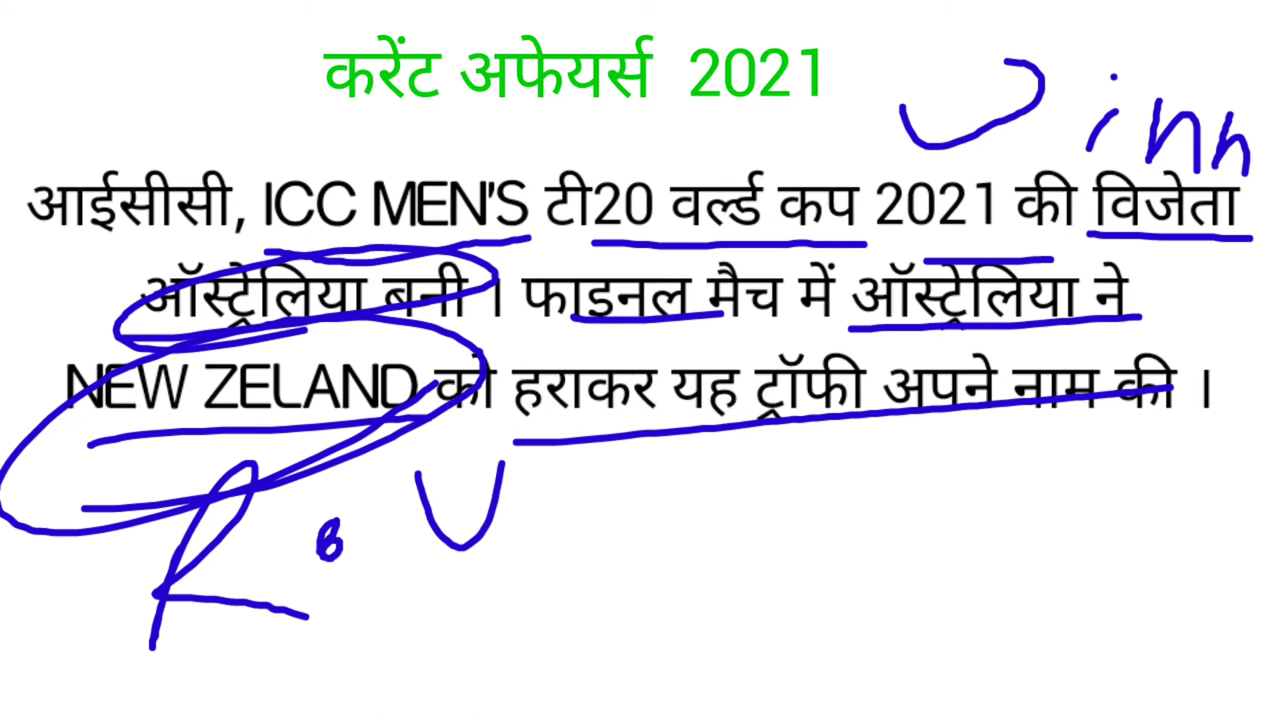 करेंट अफेयर्स 2021
आईसीसी, ICC MEN'S टी20 वर्ल्ड कप 2021 की विजेता
ऑस्ट्रेलिया बनी । फाइनल मैच में ऑस्ट्रेलिया ने
NEW ZELAND को हराकर यह ट्रॉफी अपने नाम की ।